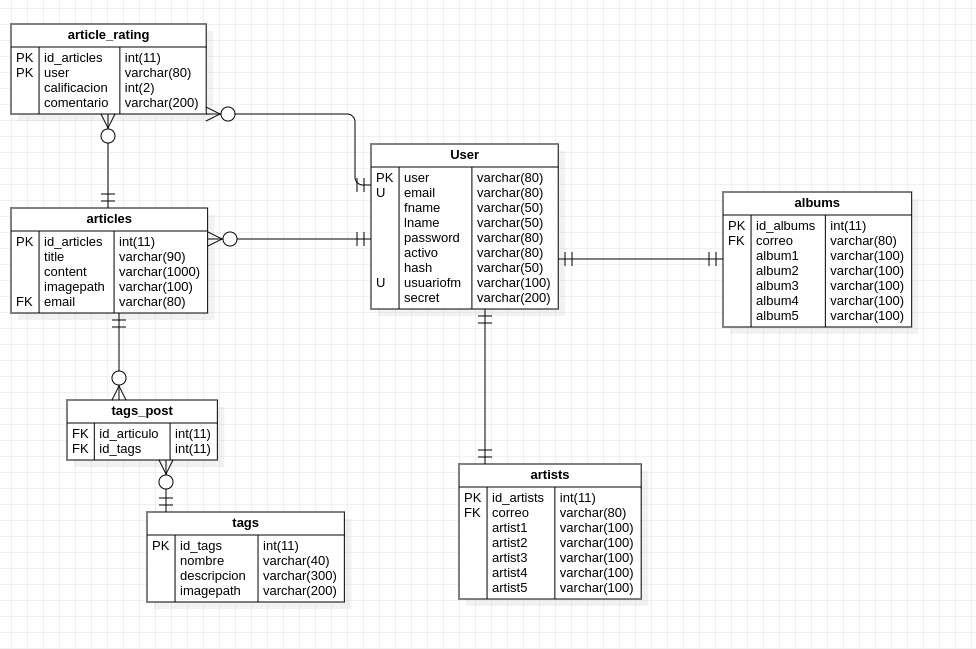 article_rating
PK id_articles int(11)
PK user varchar(80)
calificacion int(2)
comentario varchar(200)
User
PK user varchar(80)
U email varchar(80)
fname varchar(50)
lname varchar(50)
password varchar(80)
activo varchar(80)
hash varchar(50)
U usuariofm varchar(100)
secret varchar(200)
albums
PK id_albums int(11)
FK correo varchar(80)
album1 varchar(100)
album2 varchar(100)
album3 varchar(100)
album4 varchar(100)
album5 varchar(100)
articles
PK id_articles int(11)
title varchar(90)
content varchar(1000)
imagepath varchar(100)
FK email varchar(80)
tags_post
FK id_articulo int(11)
FK id_tags int(11)
artists
PK id_artists int(11)
FK correo varchar(80)
artist1 varchar(100)
artist2 varchar(100)
artist3 varchar(100)
artist4 varchar(100)
artist5 varchar(100)
tags
PK id_tags int(11)
nombre varchar(40)
descripcion varchar(300)
imagepath varchar(200)